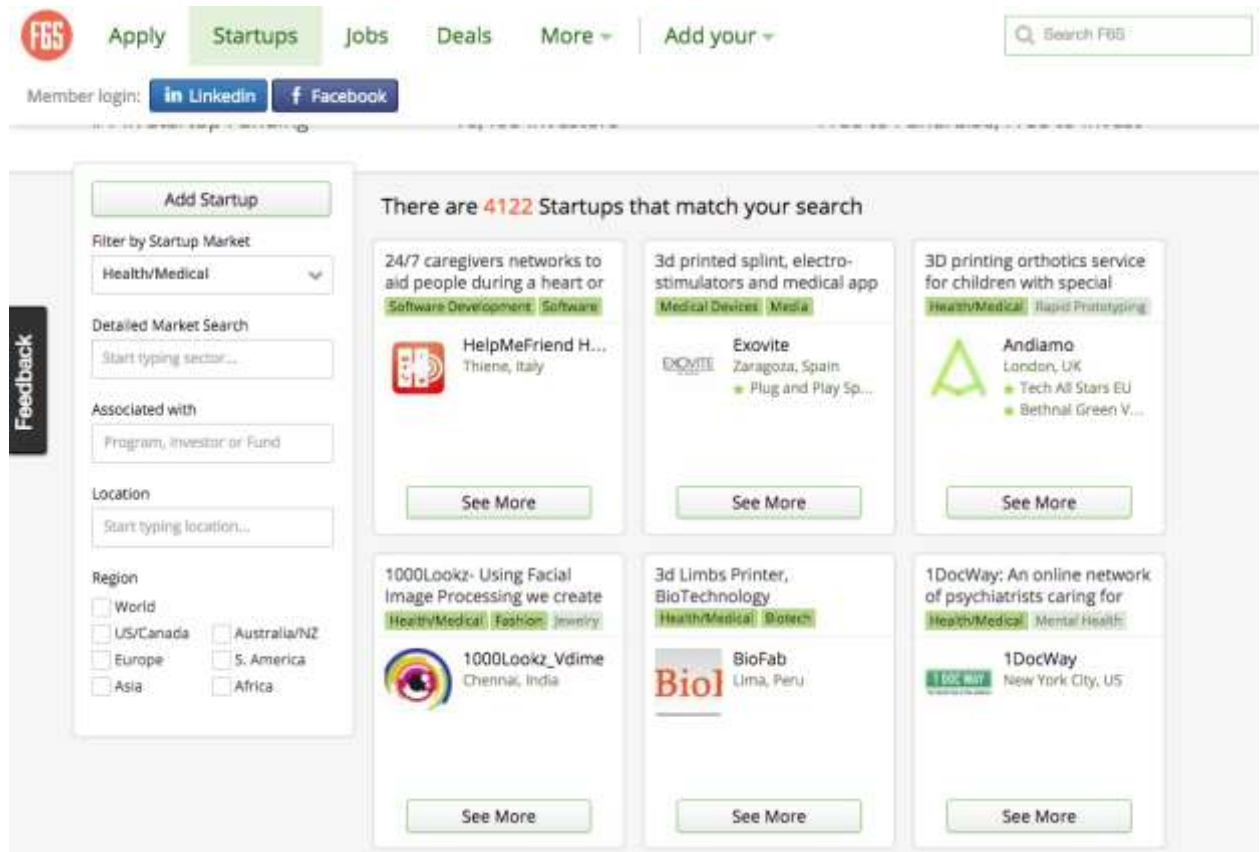 F6S
Apply Startups Jobs Deals More Add your Search F6S
Member login: in Linkedin f Facebook
Add Startup
Filter by Startup Market
Health/Medical
Detailed Market Search
Start typing sector...
Associated with
Program, Investor or Fund
Location
Start typing location...
Region
World
US/Canada Australia/NZ
Europe S. America
Asia Africa
Feedback
There are 4122 Startups that match your search
24/7 caregivers networks to
aid people during a heart or
Software Development Software
HelpMeFriend H...
Thiene, Italy
See More
3d printed splint, electro-
stimulators and medical app
Medical Devices Media
EXOVITE
Exovite
Zaragoza, Spain
Plug and Play Sp...
See More
3D printing orthotics service
for children with special
Health/Medical Rapid Prototyping
Andiamo
London, UK
Tech All Stars EU
Bethnal Green V...
See More
1000Lookz- Using Facial
Image Processing we create
Health/Medical Fashion Jewelry
1000Lookz_Vdime
Chennai, India
See More
3d Limbs Printer,
BioTechnology
Health/Medical Biotech
BioFab
Lima, Peru
See More
1DocWay: An online network
of psychiatrists caring for
Health/Medical Mental Health
1 DOC WAY
1DocWay
New York City, US
See More